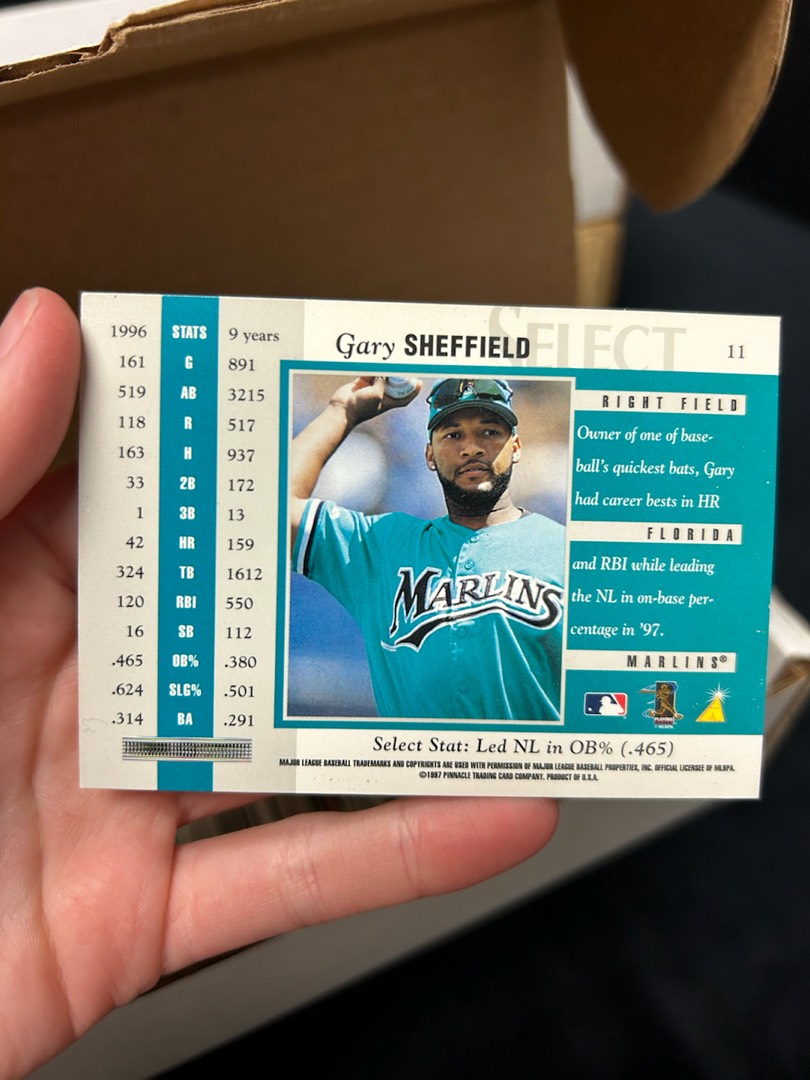 Gary SHEFFIELD
SELECT
11
1996 STATS 9 years
161 G 891
519 AB 3215
118 R 517
163 H 937
33 2B 172
1 3B 13
42 HR 159
324 TB 1612
120 RBI 550
16 SB 112
.465 OB% .380
.624 SLG% .501
.314 BA .291
MARLINS
RIGHT FIELD
Owner of one of base-
ball's quickest bats, Gary
had career bests in HR
FLORIDA
and RBI while leading
the NL in on-base per-
centage in '97.
MARLINS®
PLAYERS
Select Stat: Led NL in OB% (.465)
MAJOR LEAGUE BASEBALL TRADEMARKS AND COPYRIGHTS ARE USED WITH PERMISSION OF MAJOR LEAGUE BASEBALL PROPERTIES, INC. OFFICIAL LICENSEE OF MLBPA.
©1997 PINNACLE TRADING CARD COMPANY. PRODUCT OF U.S.A.